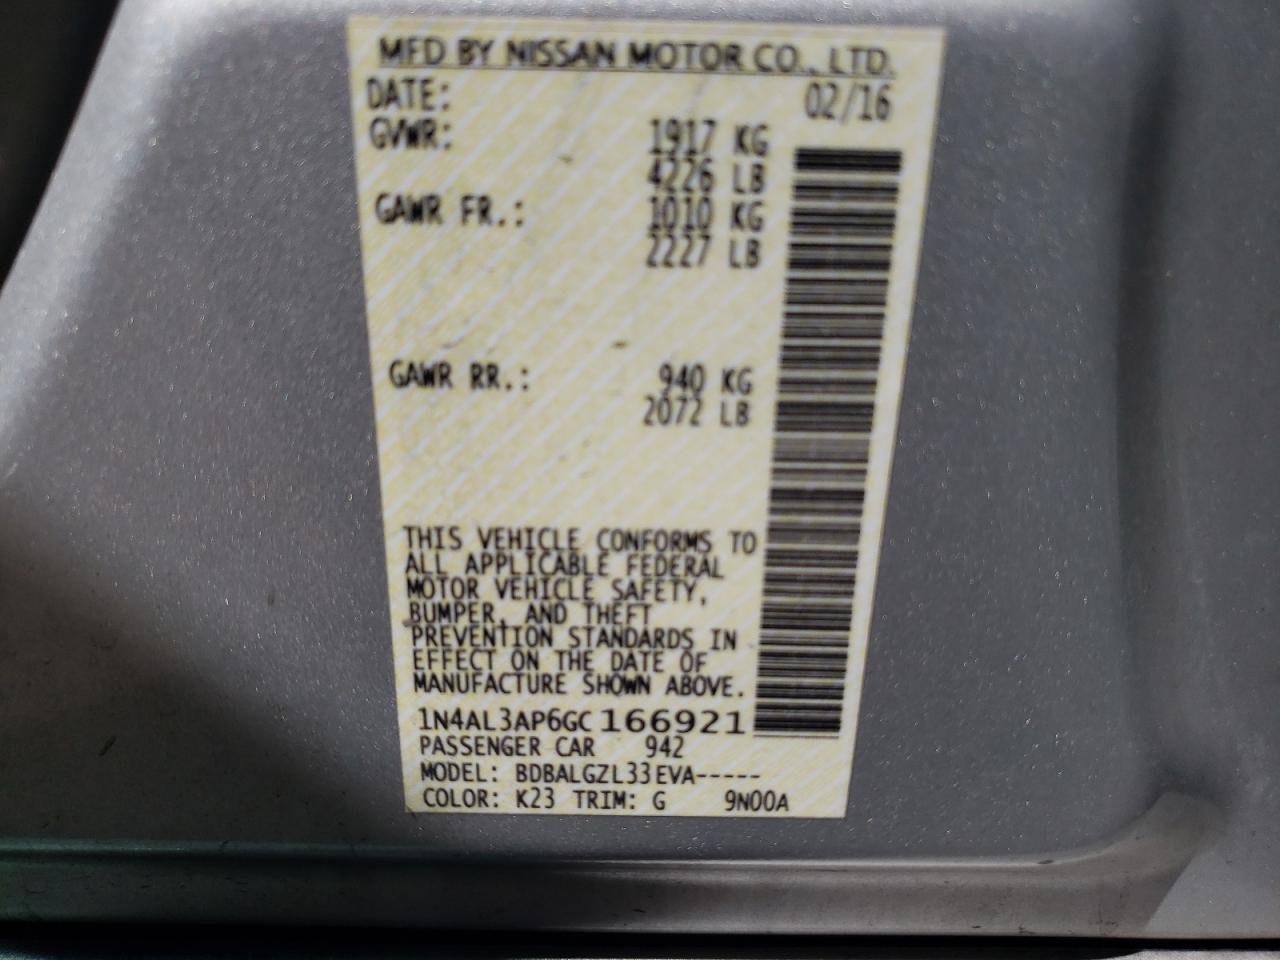 MFD BY NISSAN MOTOR CO., LTD.
DATE: 02/16
GVWR: 1917 KG
4226 LB
GAWR FR.: 1010 KG
2227 LB
GAWR RR.: 940 KG
2072 LB
THIS VEHICLE CONFORMS TO
ALL APPLICABLE FEDERAL
MOTOR VEHICLE SAFETY,
BUMPER, AND THEFT
PREVENTION STANDARDS IN
EFFECT ON THE DATE OF
MANUFACTURE SHOWN ABOVE.
1N4AL3AP6GC166921
PASSENGER CAR 942
MODEL: BDBALGZL33EVA-----
COLOR: K23 TRIM: G 9N00A